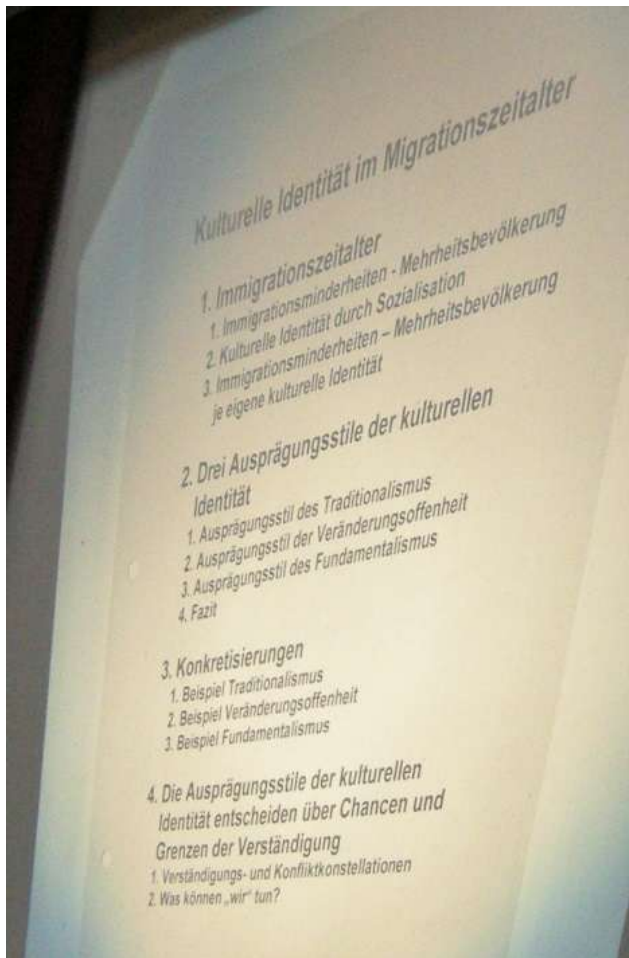 Kulturelle Identität im Migrationszeitalter
1. Immigrationszeitalter
1. Immigrationsminderheiten - Mehrheitsbevölkerung
2. Kulturelle Identität durch Sozialisation
3. Immigrationsminderheiten – Mehrheitsbevölkerung
je eigene kulturelle Identität
2. Drei Ausprägungsstile der kulturellen
Identität
1. Ausprägungsstil des Traditionalismus
2. Ausprägungsstil der Veränderungsoffenheit
3. Ausprägungsstil des Fundamentalismus
4. Fazit
3. Konkretisierungen
1. Beispiel Traditionalismus
2. Beispiel Veränderungsoffenheit
3. Beispiel Fundamentalismus
4. Die Ausprägungsstile der kulturellen
Identität entscheiden über Chancen und
Grenzen der Verständigung
1. Verständigungs- und Konfliktkonstellationen
2. Was können „wir“ tun?